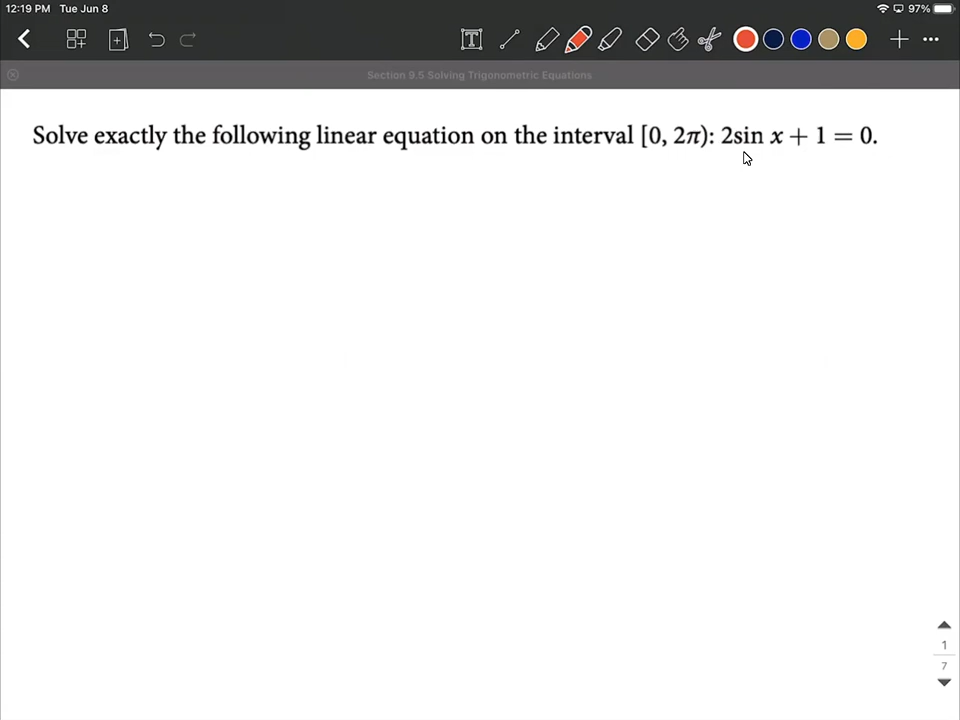 12:19 PM Tue Jun 8 97%
T
Section 9.5 Solving Trigonometric Equations
Solve exactly the following linear equation on the interval [0, 2π): 2sin x + 1 = 0.
1
7